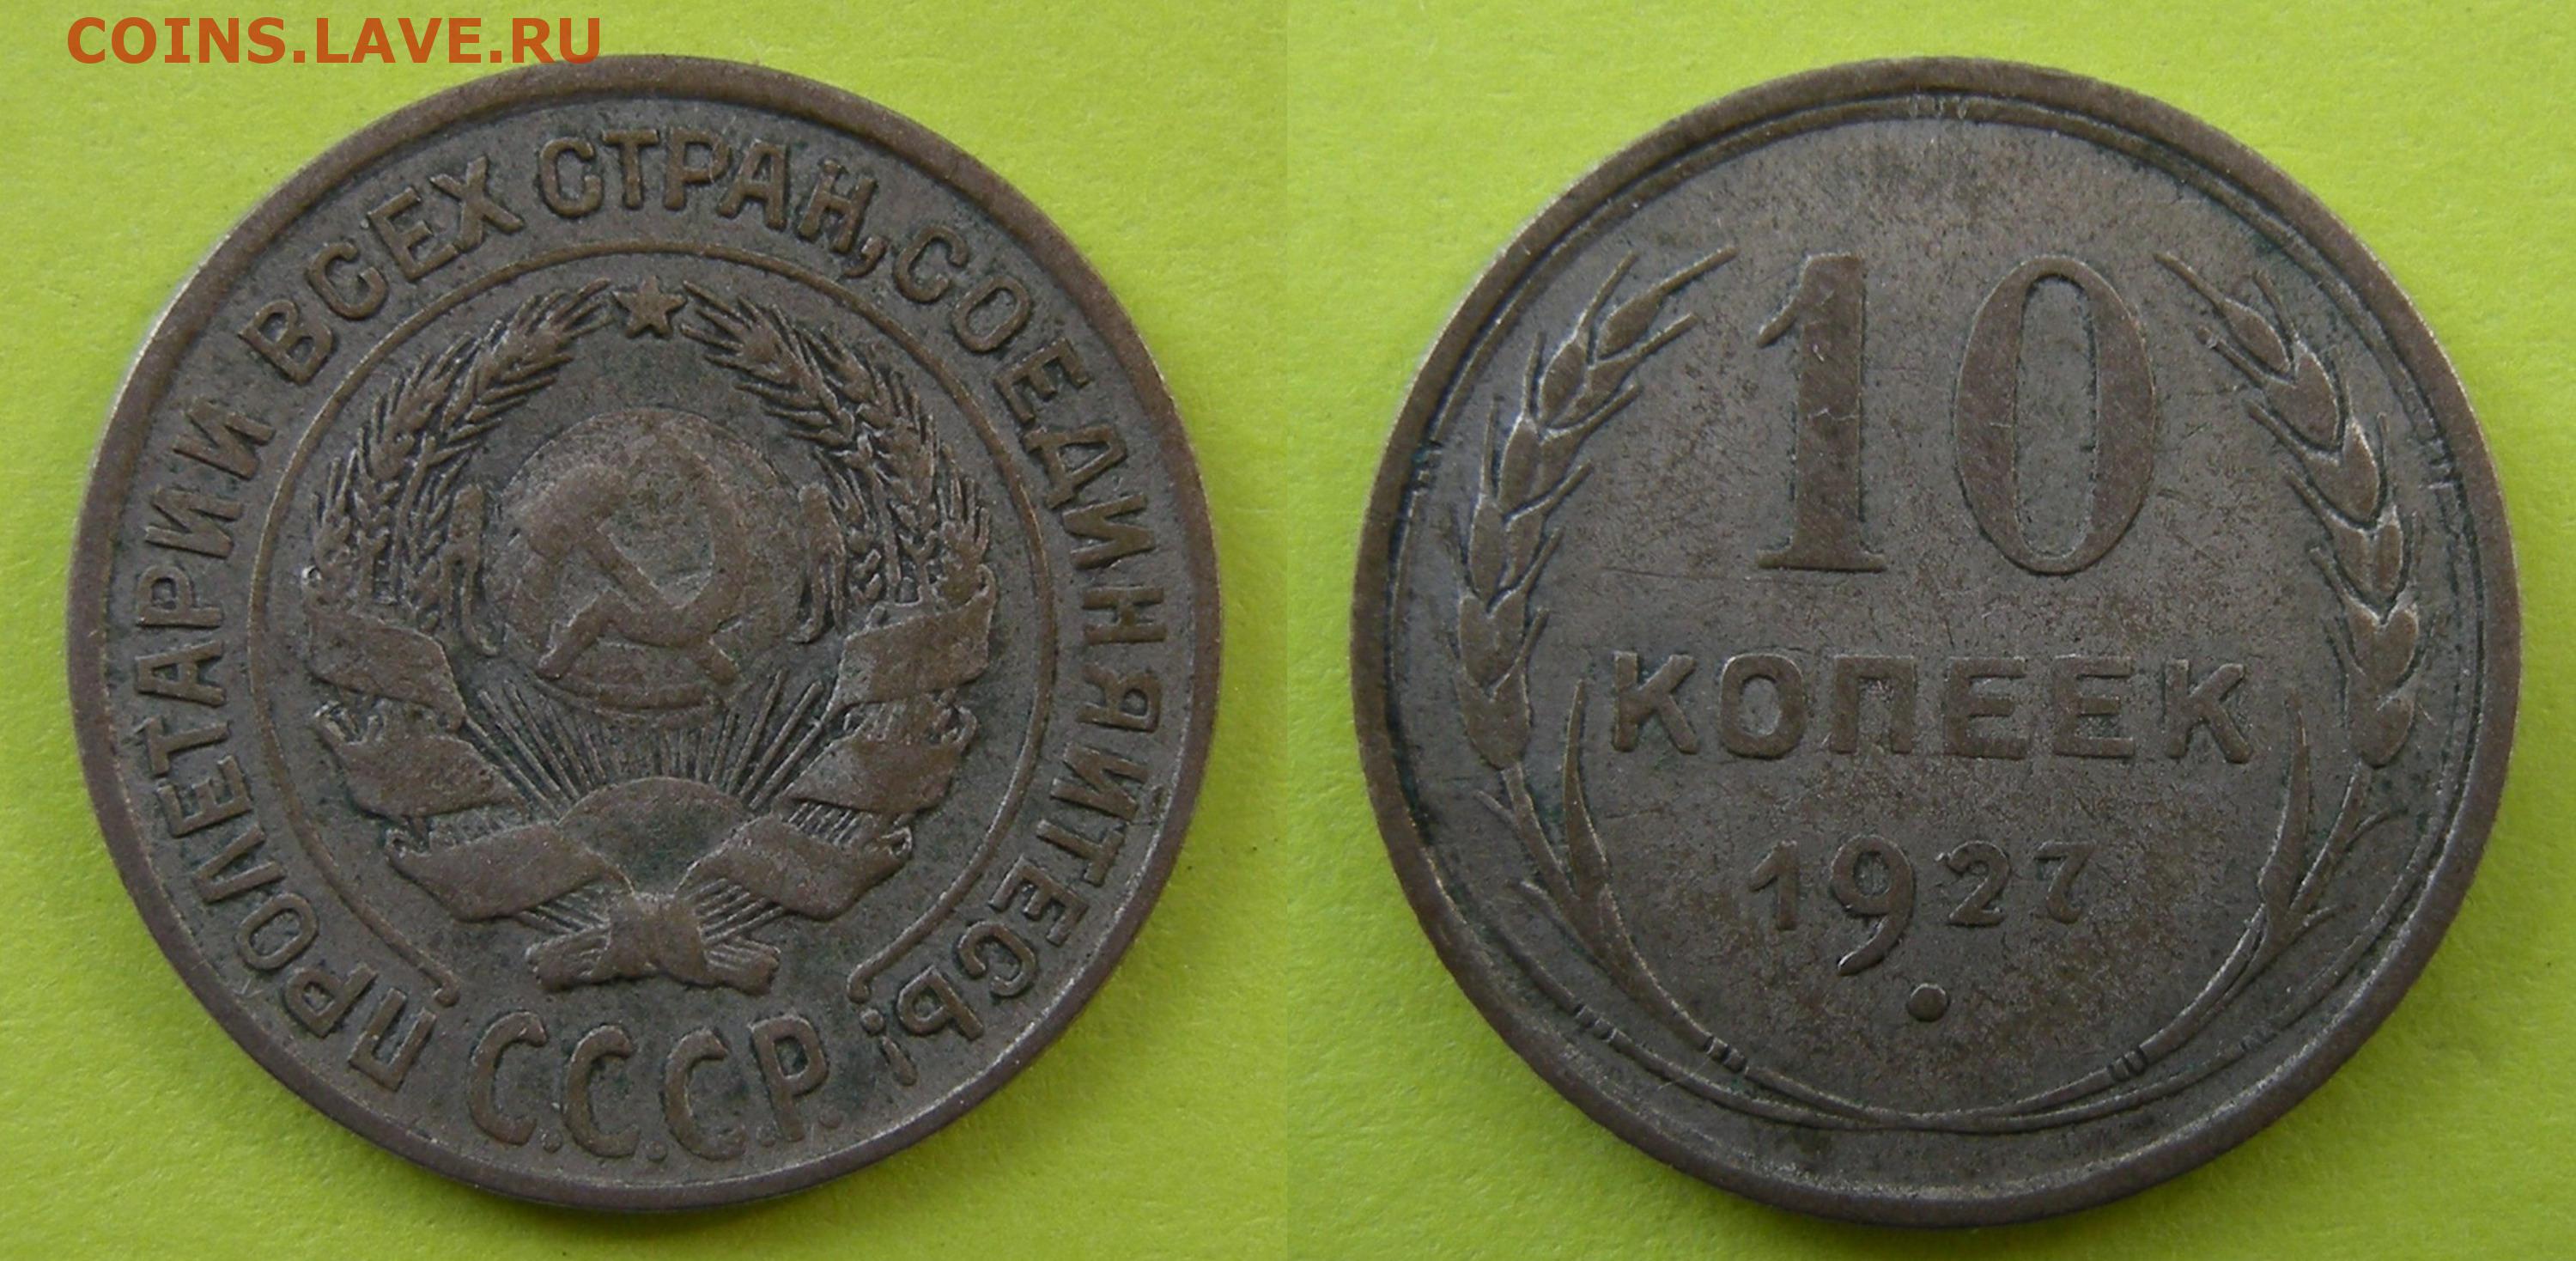 COINS.LAVE.RU
ПРОЛЕТАРИИ ВСЕХ СТРАН, СОЕДИНЯЙТЕСЬ!
С.С.С.Р.
10
КОПЕЕК
1927